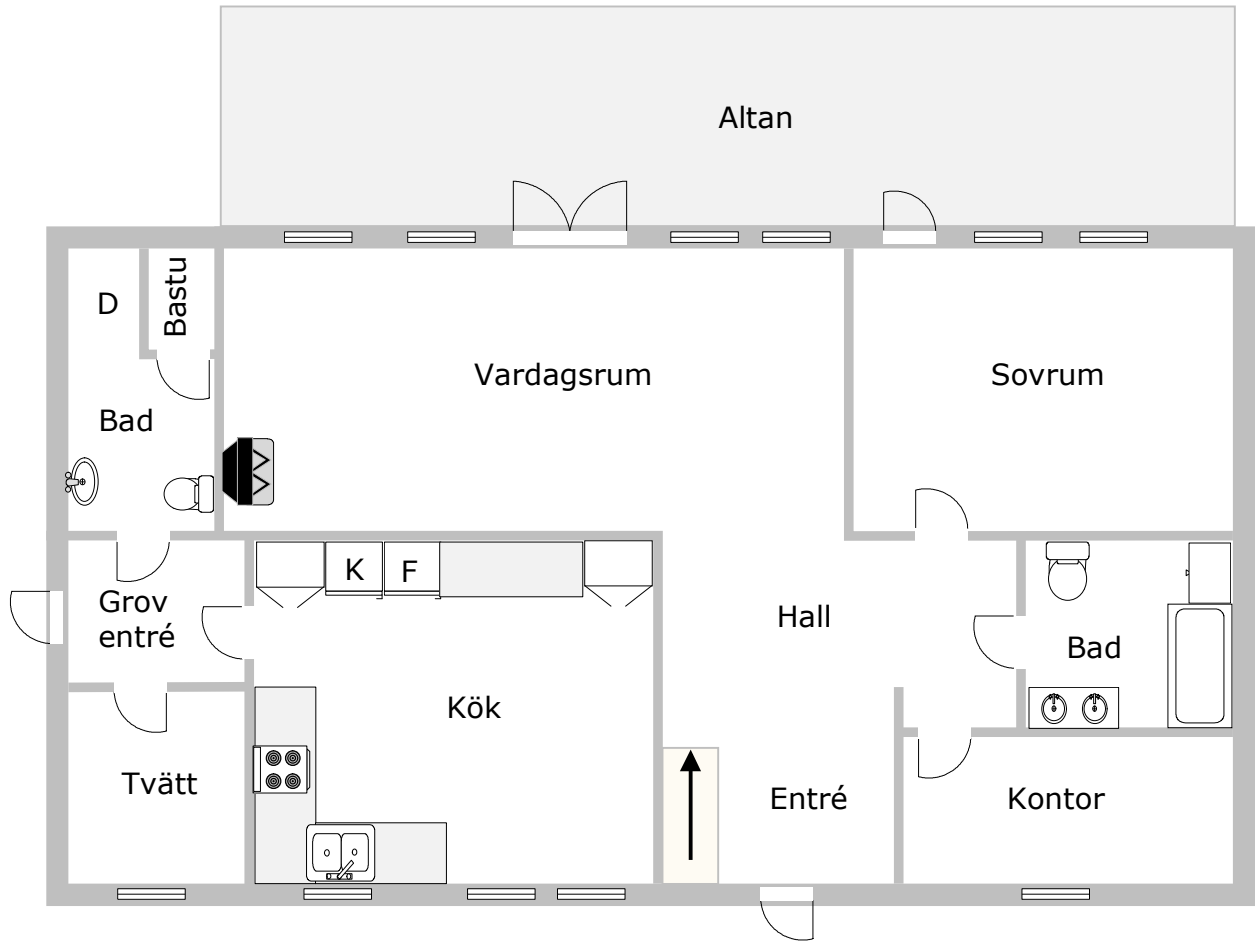 Altan
D
Bastu
Vardagsrum
Sovrum
Bad
K
F
Grov
entré
Hall
Bad
Kök
Tvätt
Entré
Kontor